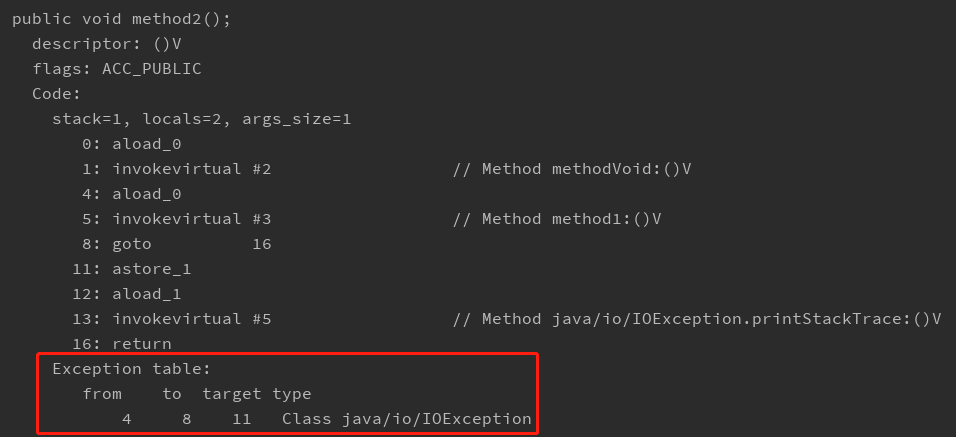 public void method2();
descriptor: ()V
flags: ACC_PUBLIC
Code:
stack=1, locals=2, args_size=1
0: aload_0
1: invokevirtual #2 // Method methodVoid:()V
4: aload_0
5: invokevirtual #3 // Method method1:()V
8: goto 16
11: astore_1
12: aload_1
13: invokevirtual #5 // Method java/io/IOException.printStackTrace:()V
16: return
Exception table:
from to target type
4 8 11 Class java/io/IOException